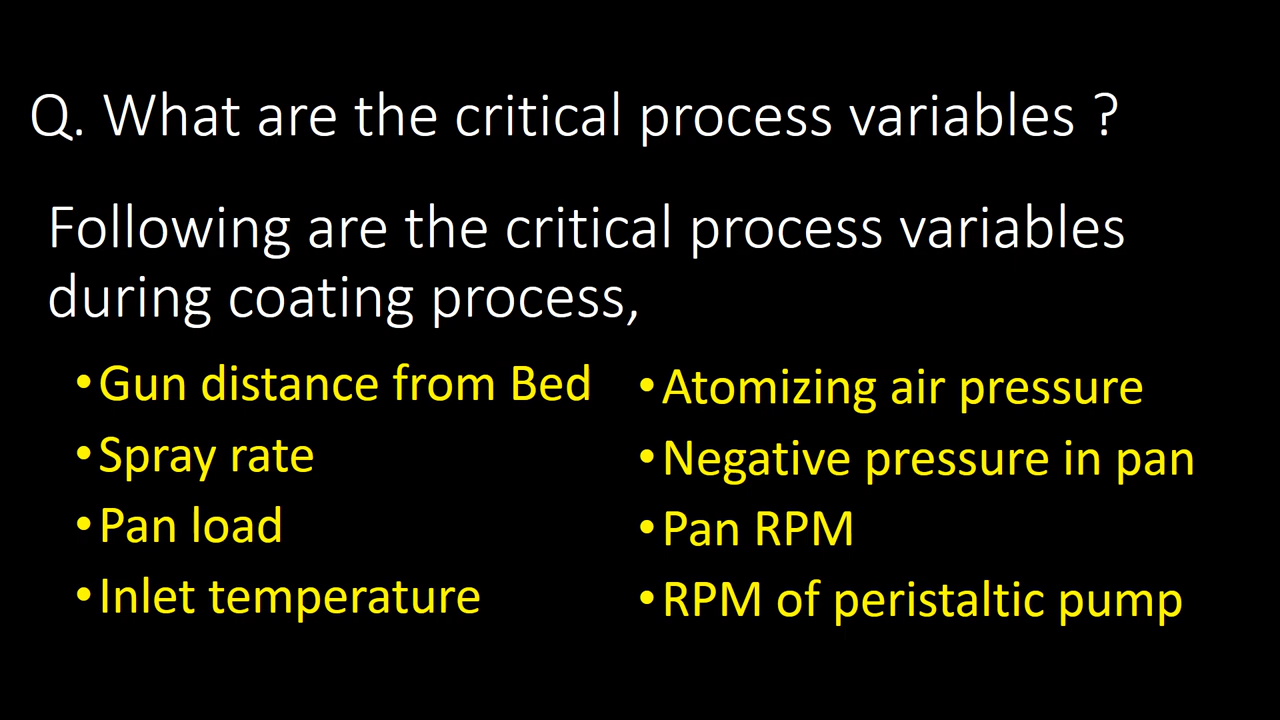 Q. What are the critical process variables ?
Following are the critical process variables
during coating process,
•Gun distance from Bed
•Spray rate
•Pan load
•Inlet temperature
•Atomizing air pressure
•Negative pressure in pan
•Pan RPM
•RPM of peristaltic pump